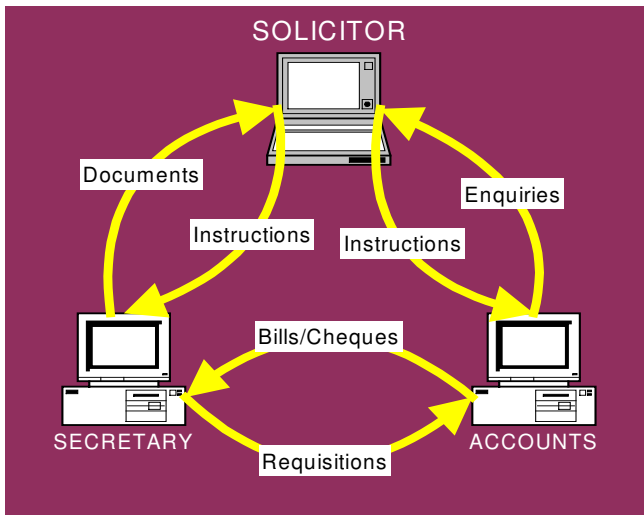 SOLICITOR
Documents
Enquiries
Instructions
Instructions
Bills/Cheques
SECRETARY
ACCOUNTS
Requisitions